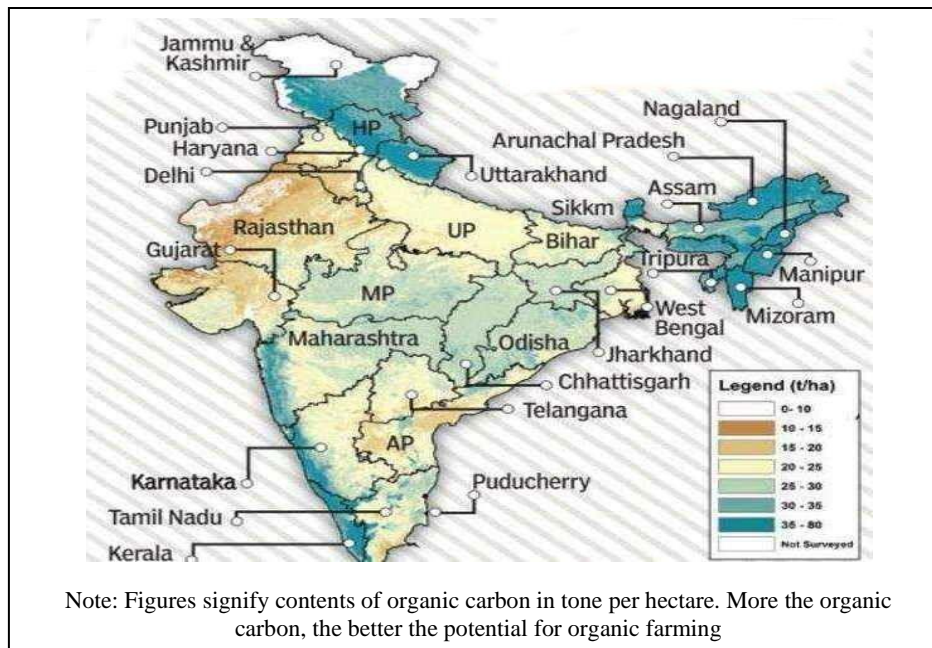 Jammu &
Kashmir
Nagaland
Punjab
HP
Arunachal Pradesh
Haryana
Delhi
Uttarakhand
Assam
Sikkm
Rajasthan
UP
Bihar
Gujarat
Tripura
Manipur
MP
West
Bengal
Mizoram
Maharashtra
Odisha
Jharkhand
Chhattisgarh
Telangana
AP
Karnataka
Puducherry
Tamil Nadu
Kerala
Legend (t/ha)
0- 10
10 - 15
15 - 20
20 - 25
25 - 30
30 - 35
35 - 80
Not Surveyed
Note: Figures signify contents of organic carbon in tone per hectare. More the organic
carbon, the better the potential for organic farming